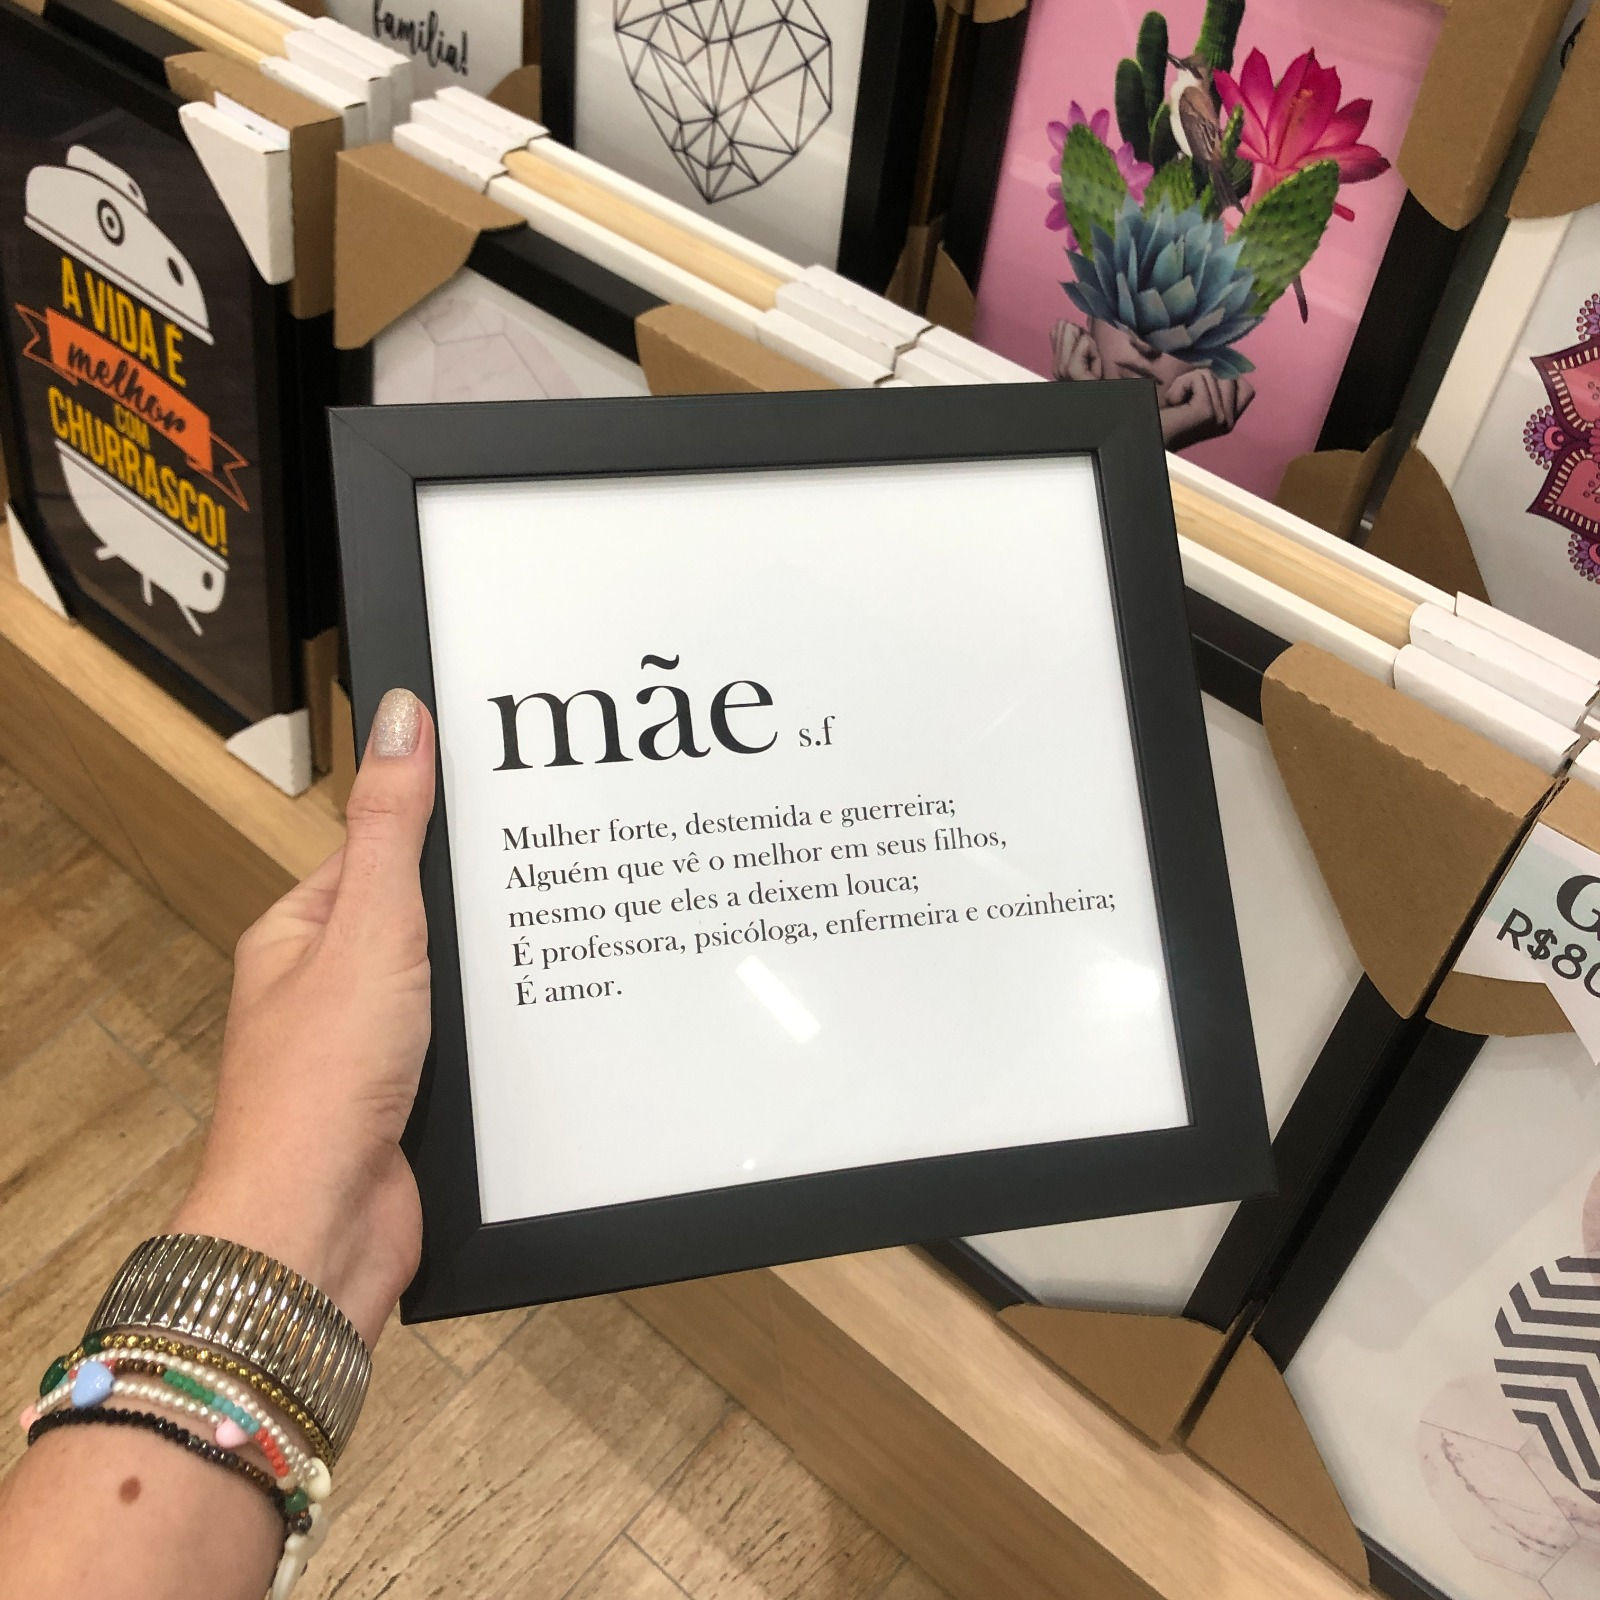 família!
A VIDA É
melhor
COM
CHURRASCO!
mãe s.f
Mulher forte, destemida e guerreira;
Alguém que vê o melhor em seus filhos,
mesmo que eles a deixem louca;
É professora, psicóloga, enfermeira e cozinheira;
É amor.